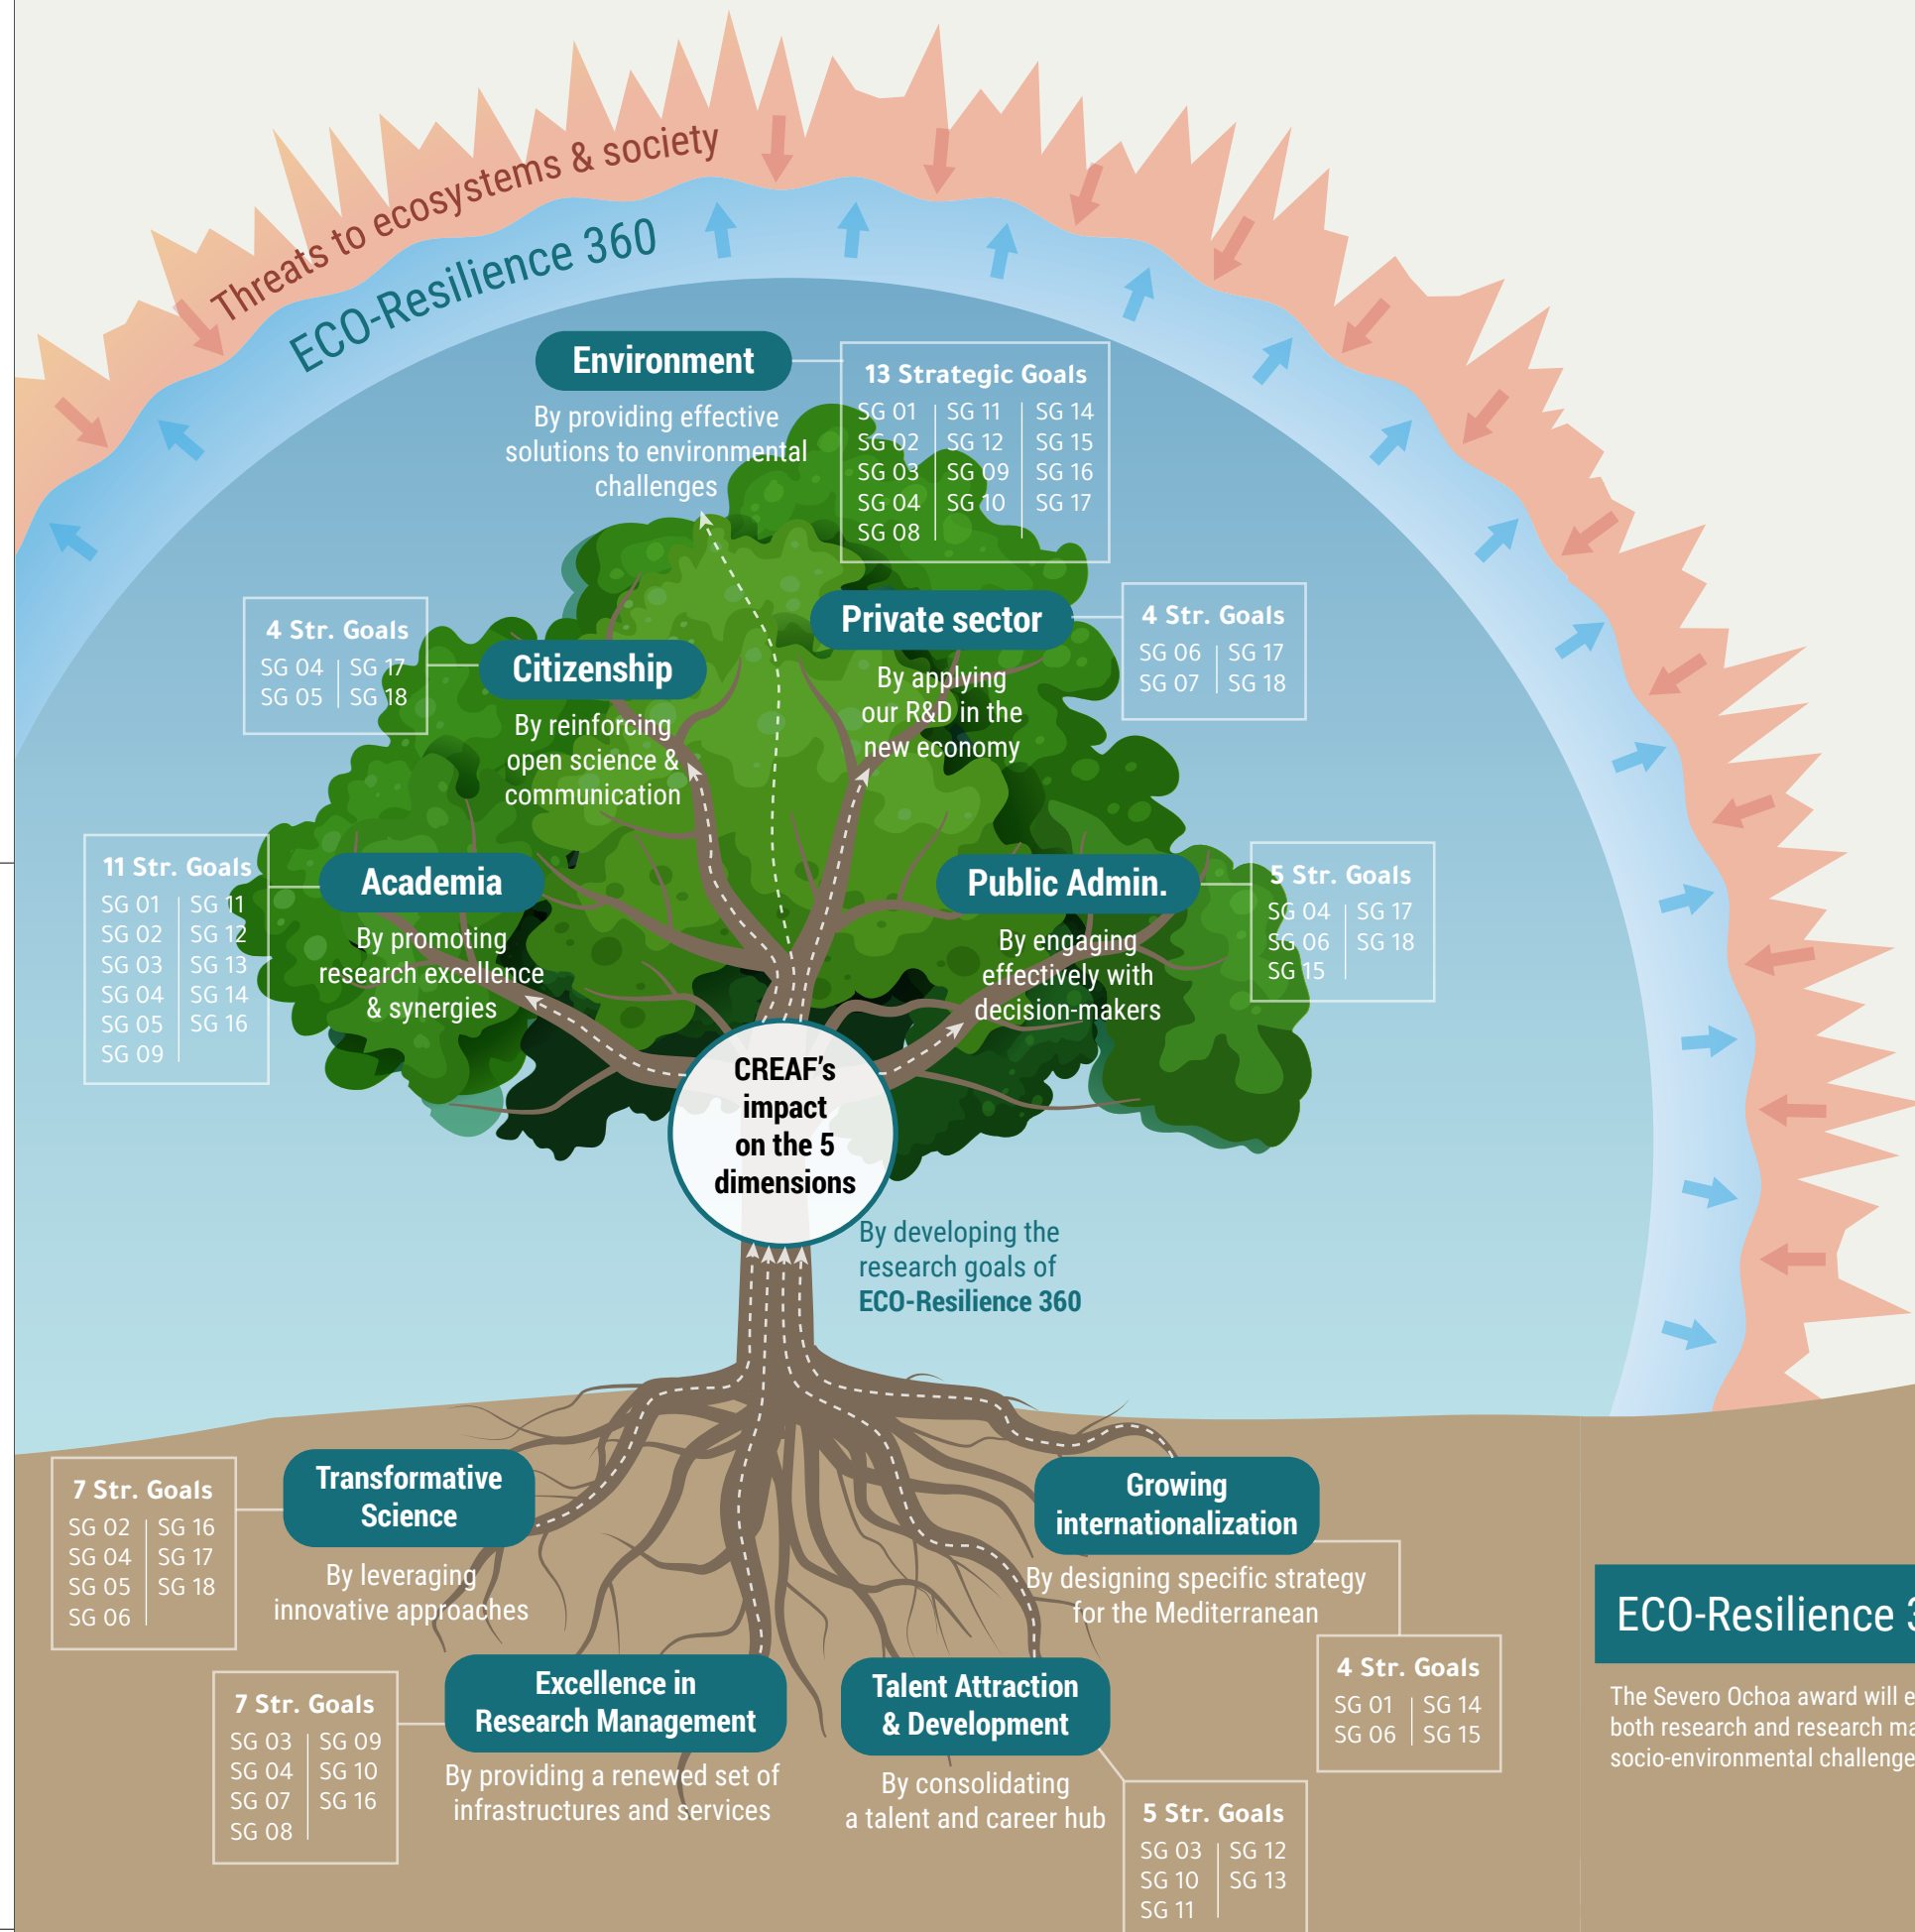 Threats to ecosystems & society
ECO-Resilience 360
Environment
By providing effective
solutions to environmental
challenges
13 Strategic Goals
SG 01 SG 11 SG 14
SG 02 SG 12 SG 15
SG 03 SG 09 SG 16
SG 04 SG 10 SG 17
SG 08
4 Str. Goals
SG 04 SG 17
SG 05 SG 18
Citizenship
By reinforcing
open science &
communication
Private sector
By applying
our R&D in the
new economy
4 Str. Goals
SG 06 SG 17
SG 07 SG 18
11 Str. Goals
SG 01 SG 11
SG 02 SG 12
SG 03 SG 13
SG 04 SG 14
SG 05 SG 16
SG 09
Academia
By promoting
research excellence
& synergies
Public Admin.
By engaging
effectively with
decision-makers
5 Str. Goals
SG 04 SG 17
SG 06 SG 18
SG 15
CREAF's
impact
on the 5
dimensions
By developing the
research goals of
ECO-Resilience 360
7 Str. Goals
SG 02 SG 16
SG 04 SG 17
SG 05 SG 18
SG 06
Transformative
Science
By leveraging
innovative approaches
Growing
internationalization
By designing specific strategy
for the Mediterranean
4 Str. Goals
SG 01 SG 14
SG 06 SG 15
7 Str. Goals
SG 03 SG 09
SG 04 SG 10
SG 07 SG 16
SG 08
Excellence in
Research Management
By providing a renewed set of
infrastructures and services
Talent Attraction
& Development
By consolidating
a talent and career hub
5 Str. Goals
SG 03 SG 12
SG 10 SG 13
SG 11
ECO-Resilience
The Severo Ochoa award will
both research and research
socio-environmental